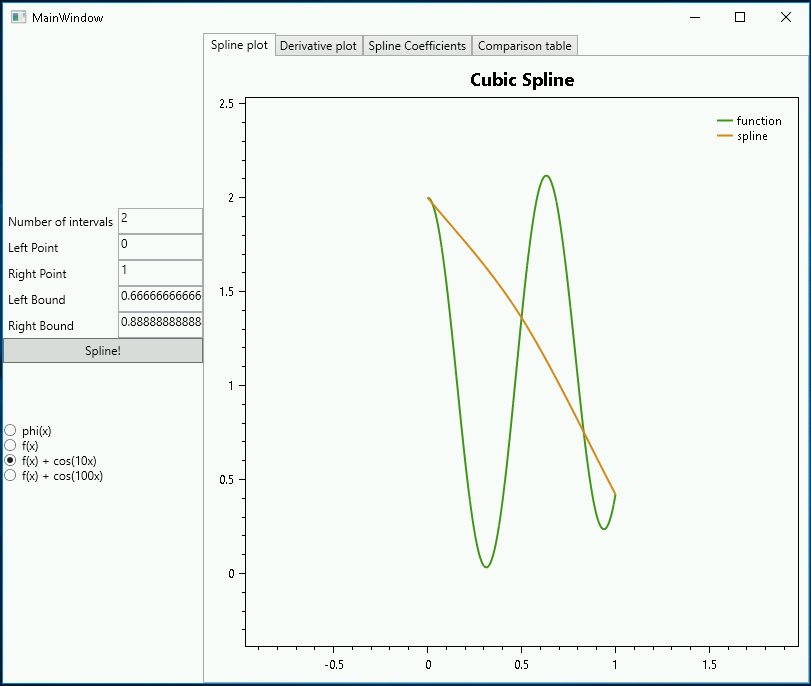 MainWindow
Spline plot Derivative plot Spline Coefficients Comparison table
Number of intervals 2
Left Point 0
Right Point 1
Left Bound 0.66666666666
Right Bound 0.88888888888
Spline!
phi(x)
f(x)
f(x) + cos(10x)
f(x) + cos(100x)
Cubic Spline
function
spline
2.5
2
1.5
1
0.5
0
-0.5 0 0.5 1 1.5